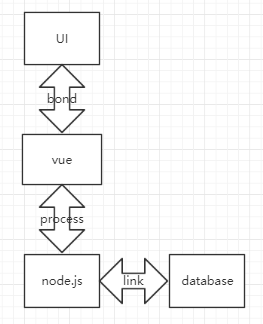 UI
bond
vue
process
node.js
link
database